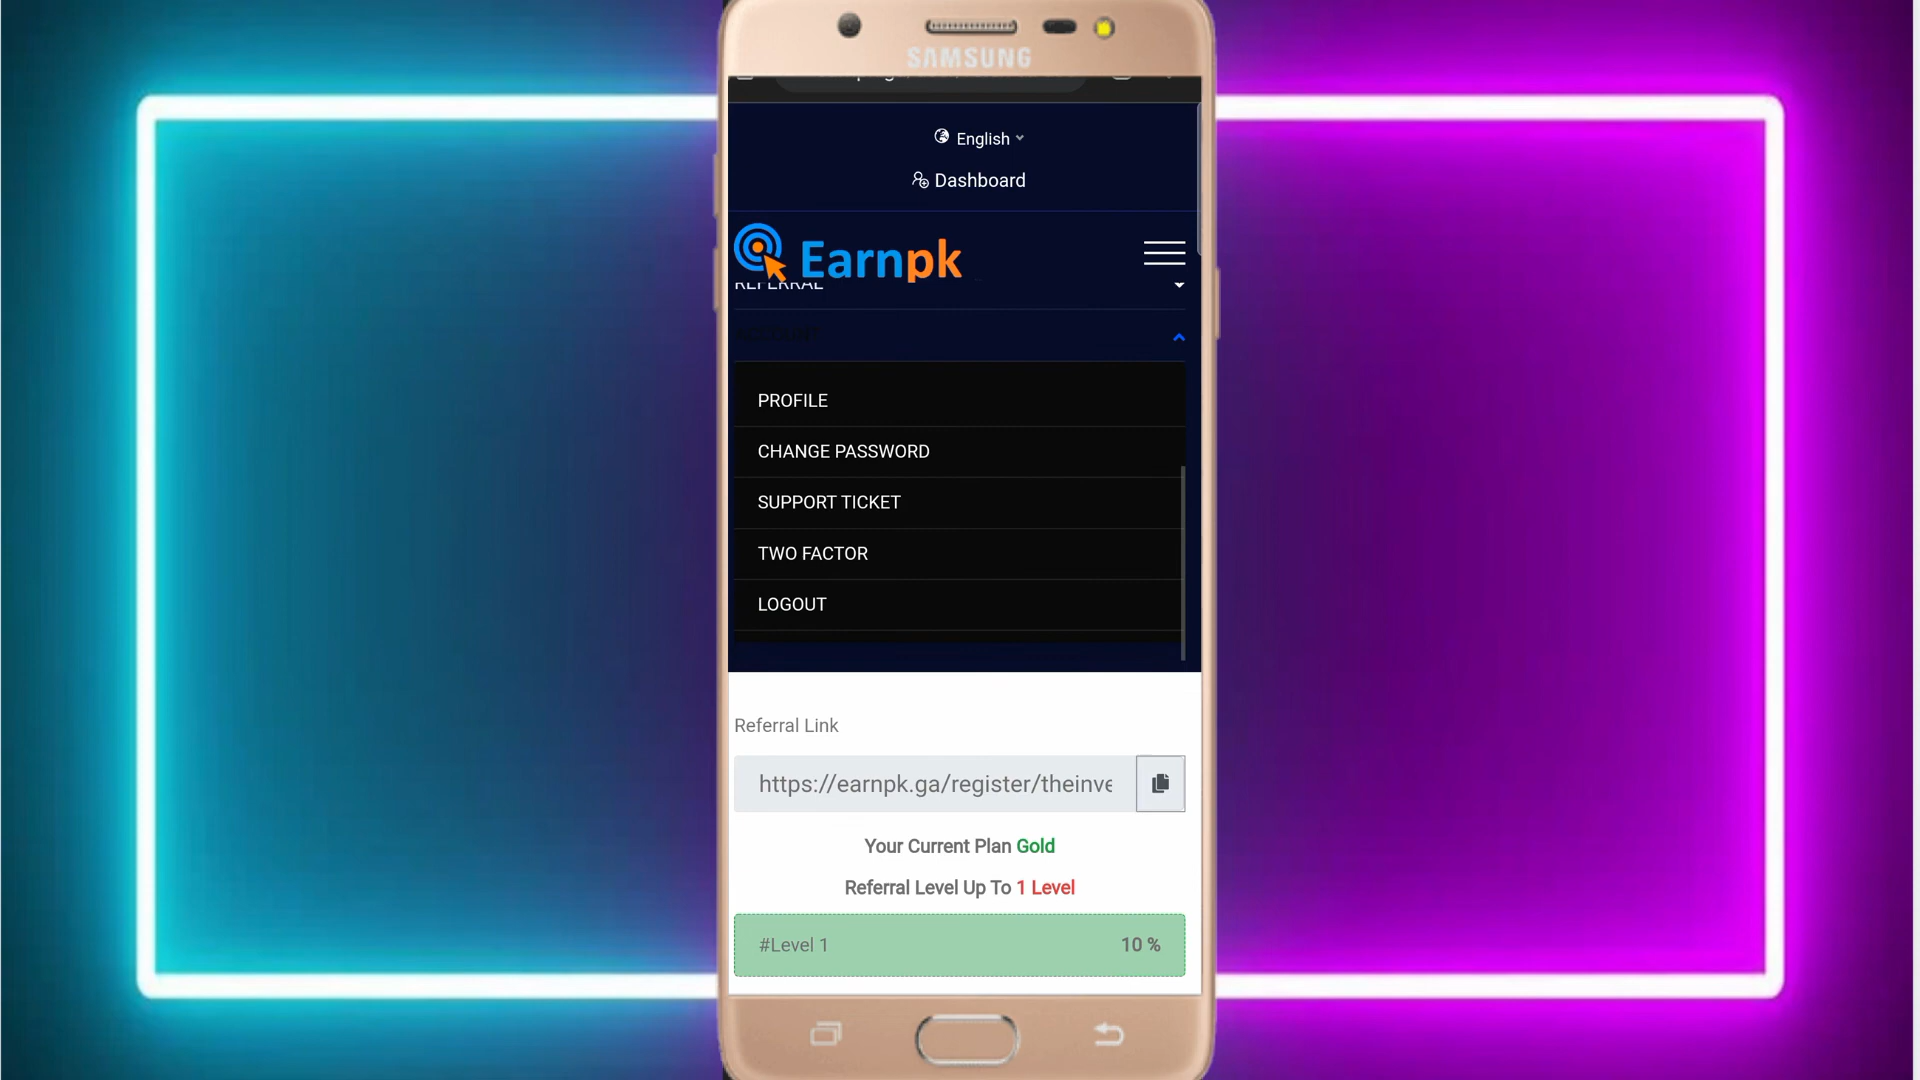 SAMSUNG
English
Dashboard
Earnpk
REFERRAL
ACCOUNT
PROFILE
CHANGE PASSWORD
SUPPORT TICKET
TWO FACTOR
LOGOUT
Referral Link
https://earnpk.ga/register/theinve
Your Current Plan Gold
Referral Level Up To 1 Level
#Level 1 10 %